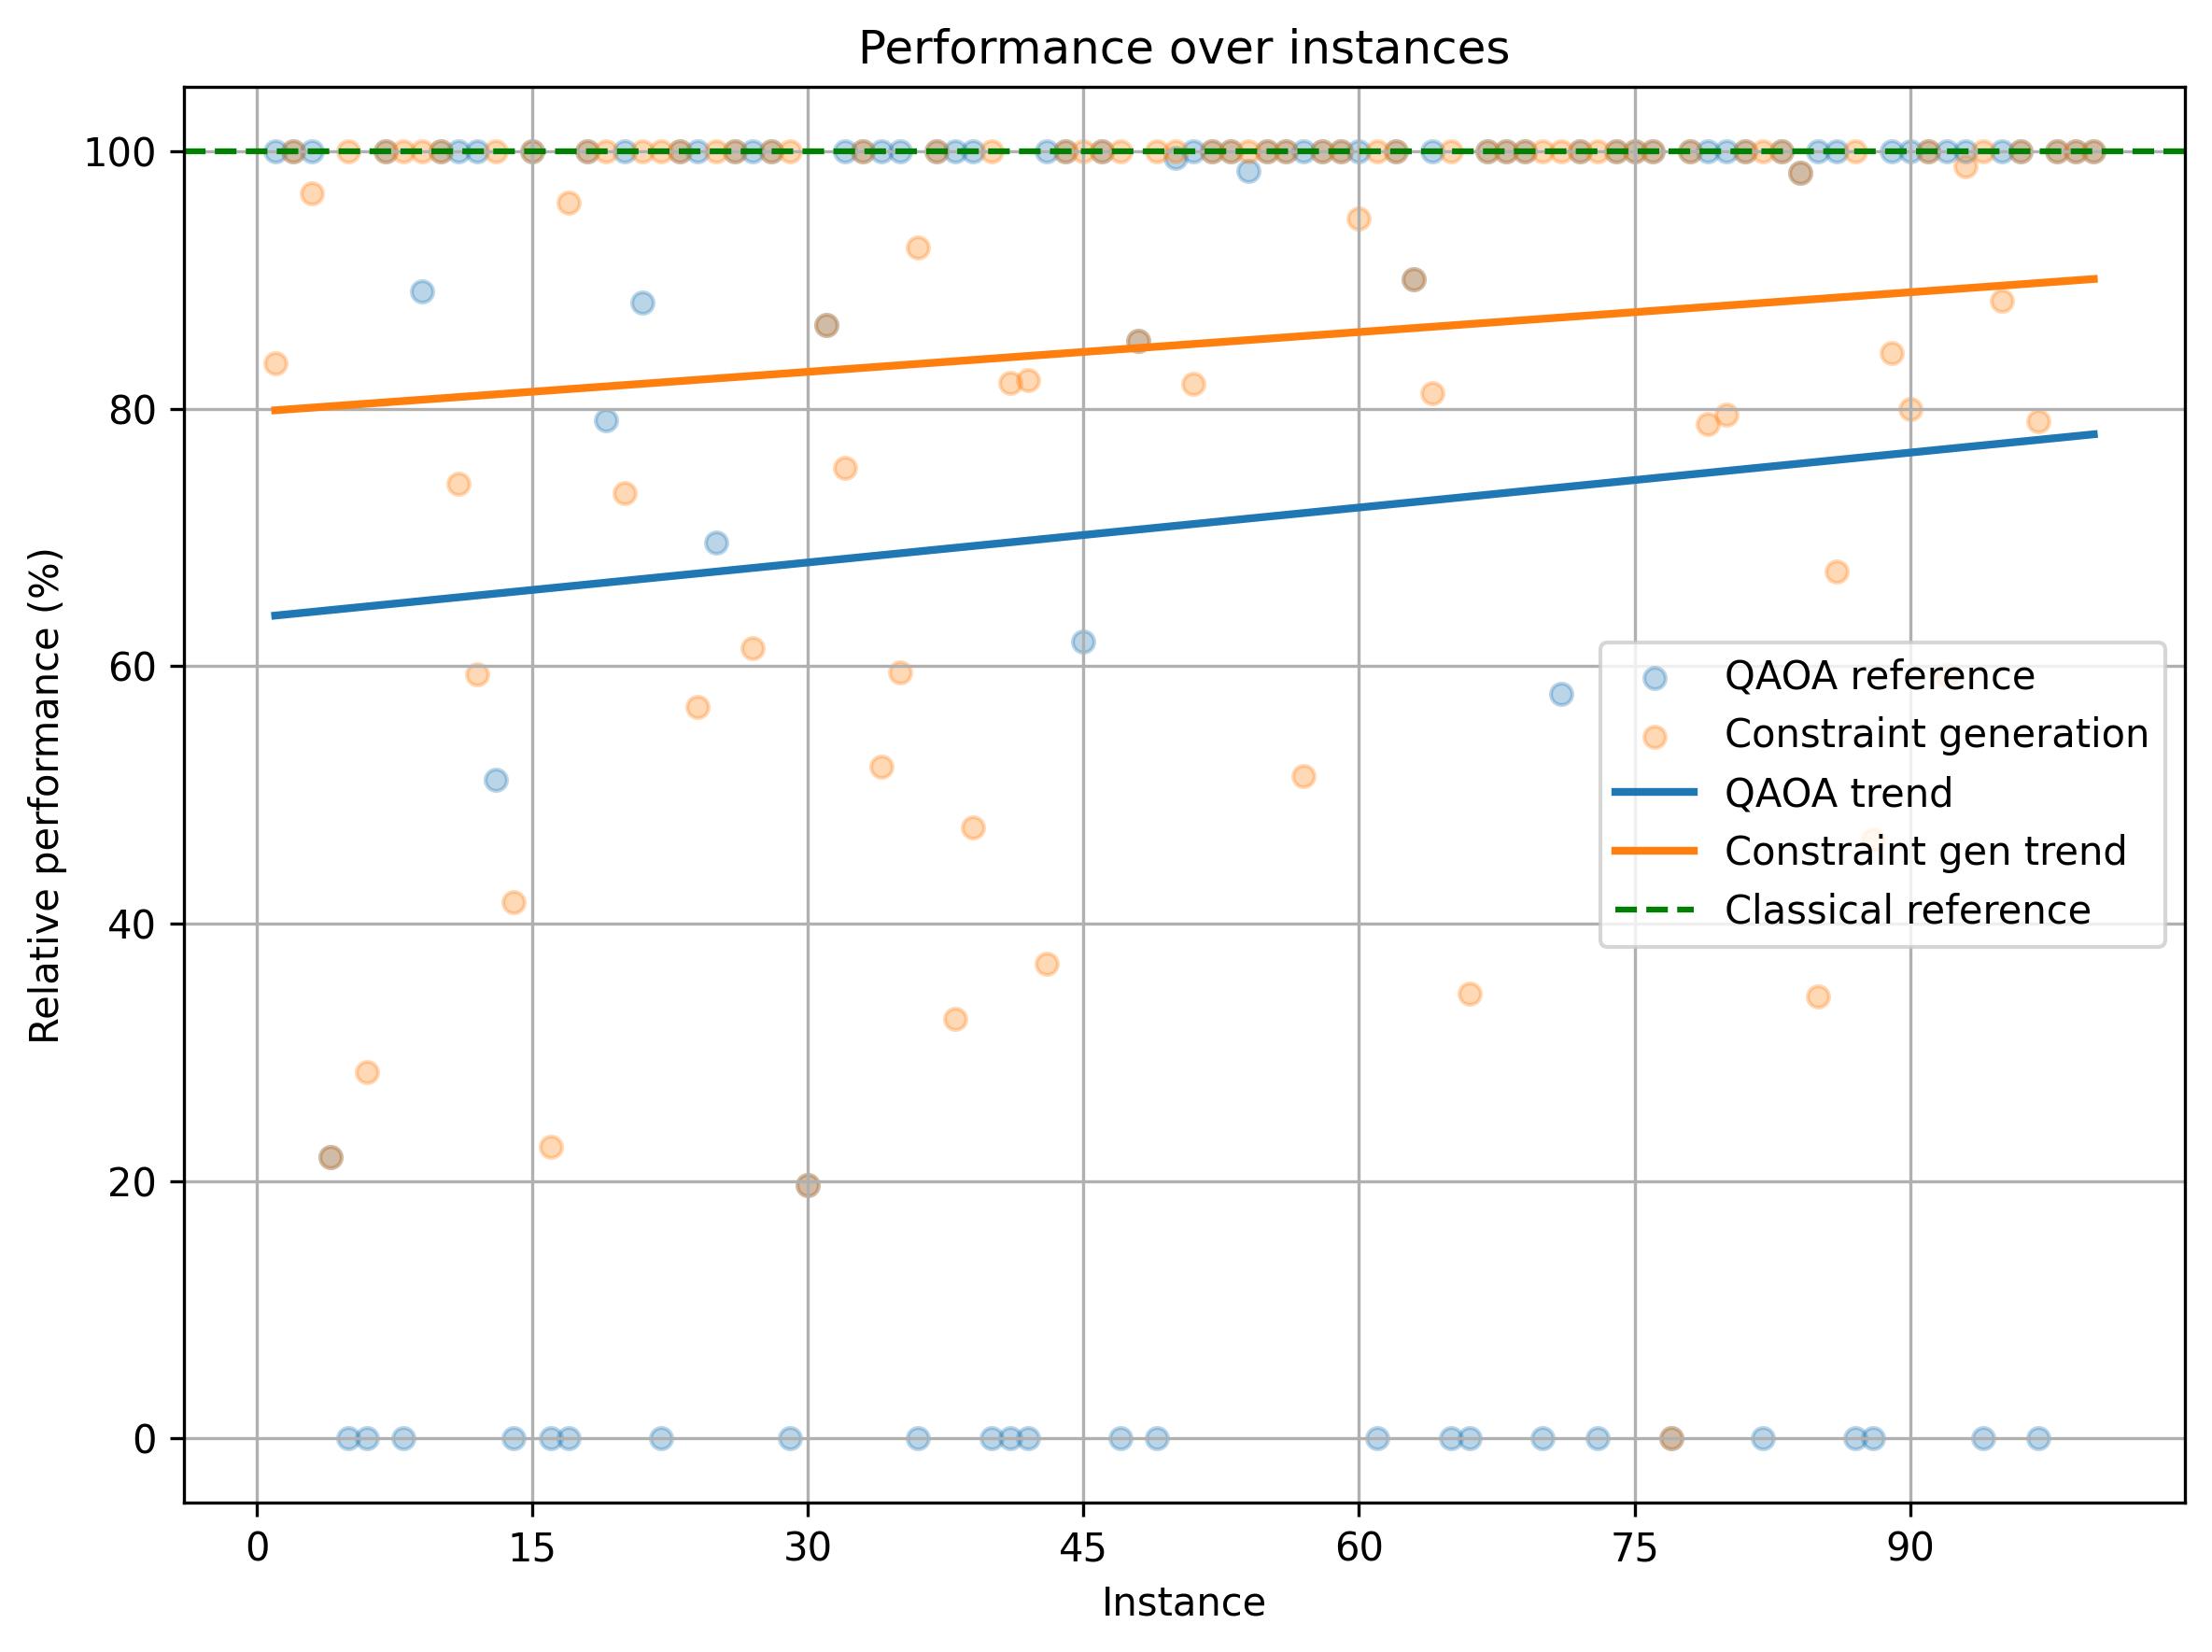 Performance over instances
Relative performance (%)
100
80
60
40
20
0
QAOA reference
Constraint generation
QAOA trend
Constraint gen trend
Classical reference
0 15 30 45 60 75 90
Instance